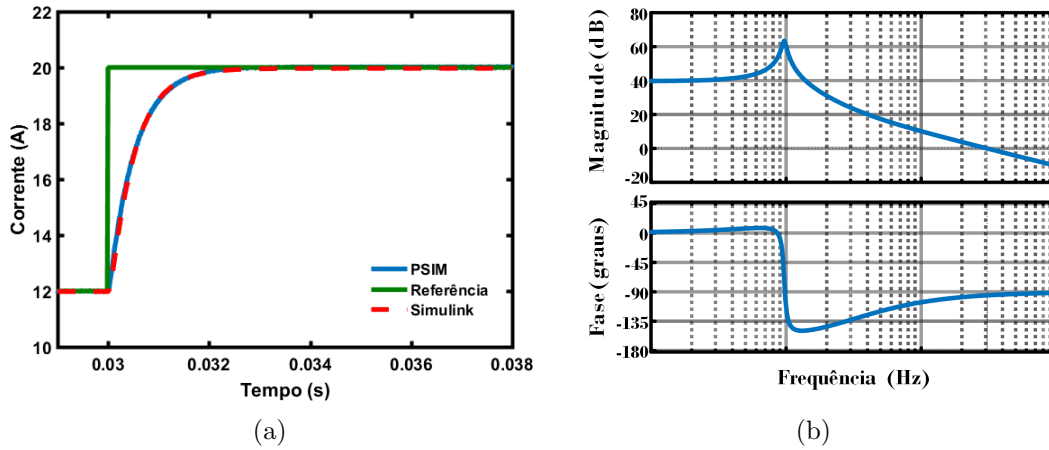 20
18
16
14
12
10
Corrente (A)
PSIM
Referência
Simulink
0.03
0.032
0.034
0.036
0.038
Tempo (s)
(a)
80
60
40
20
0
-20
Magnitude(dB)
45
0
-45
-90
-135
-180
Fase(graus)
Frequência (Hz)
(b)